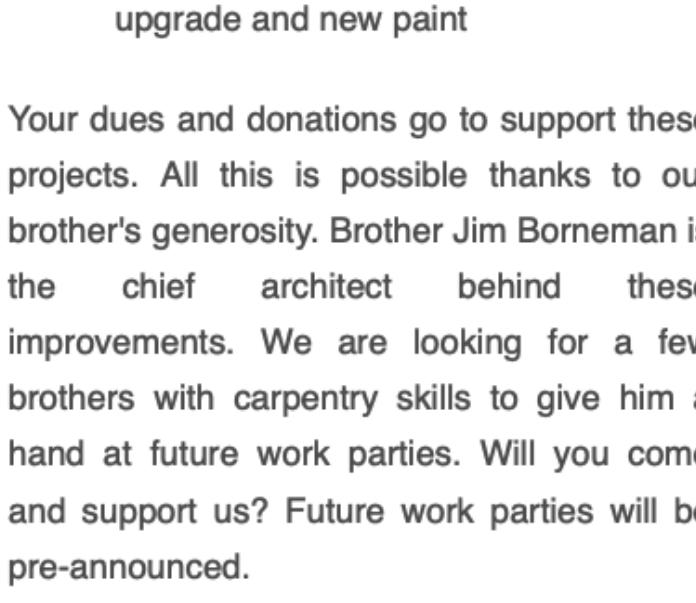 upgrade and new paint
Your dues and donations go to support thes
projects. All this is possible thanks to ou
brother's generosity. Brother Jim Borneman i
the chief architect behind thes
improvements. We are looking for a few
brothers with carpentry skills to give him a
hand at future work parties. Will you com
and support us? Future work parties will b
pre-announced.